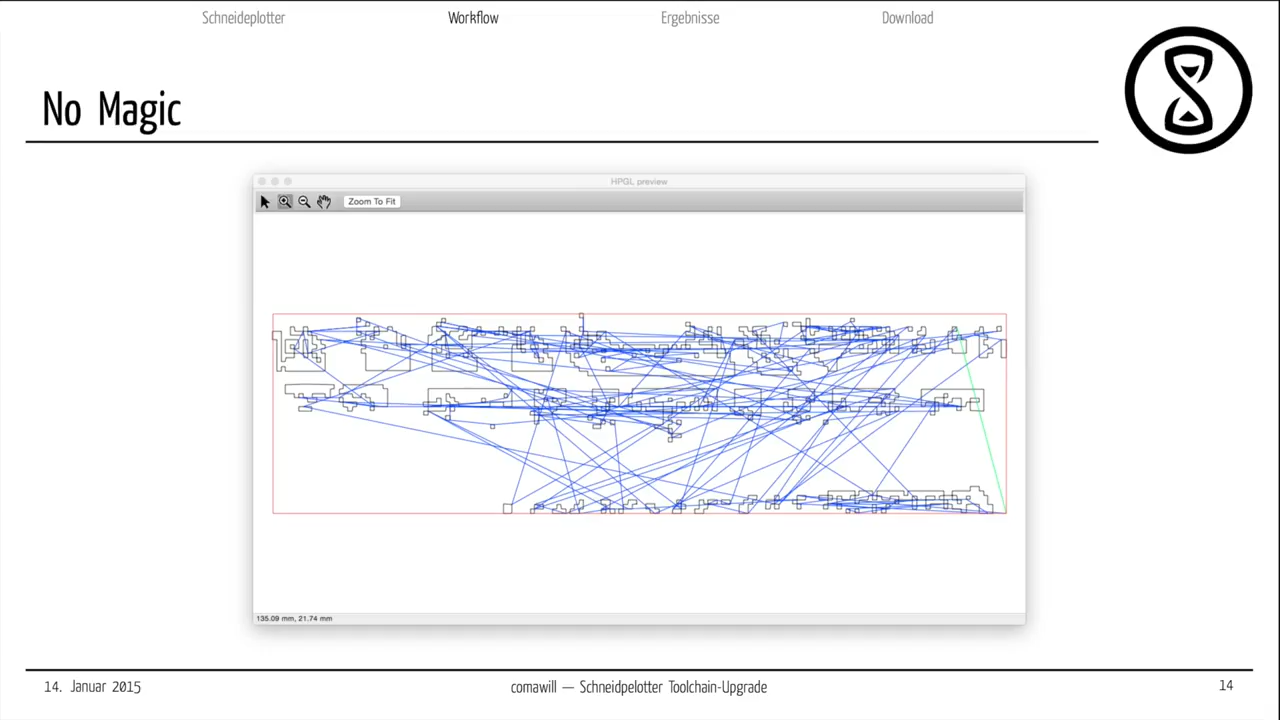 Schneideplotter Workflow Ergebnisse Download
No Magic
HPGL preview
Zoom To Fit
135.09 mm, 21.74 mm
14. Januar 2015 comawill — Schneidpelotter Toolchain-Upgrade 14